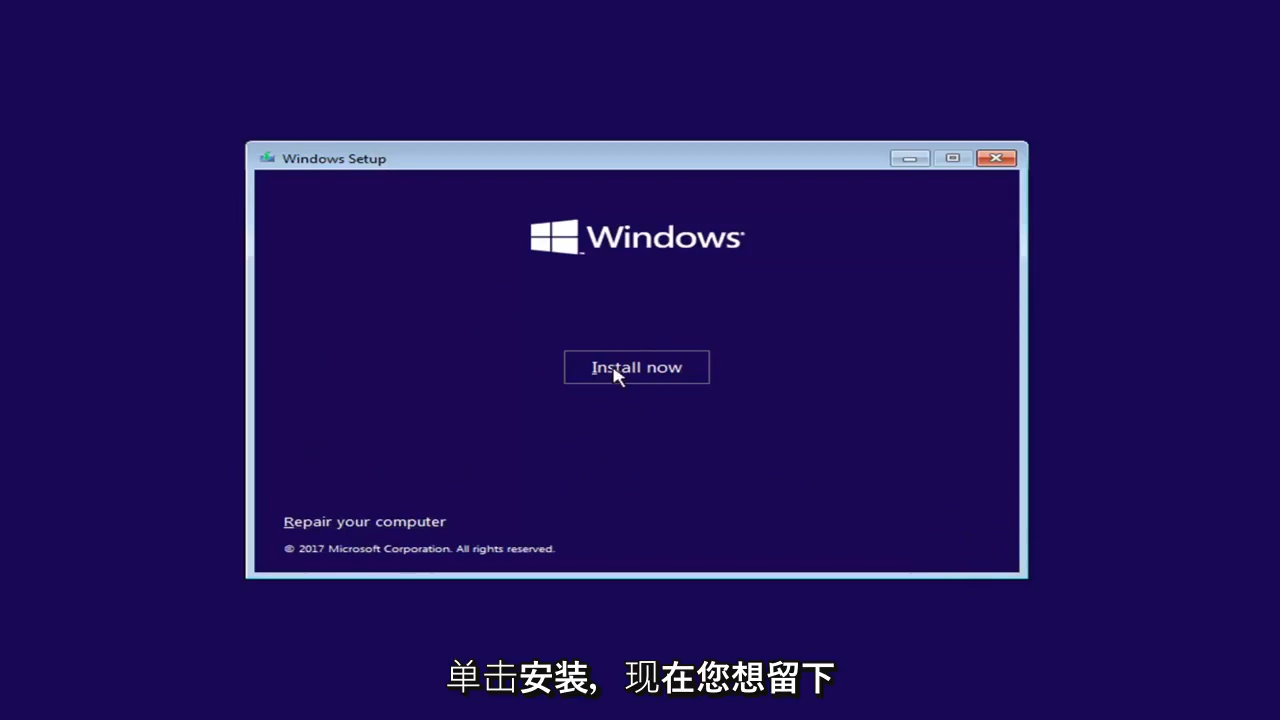 Windows Setup
Windows
Install now
Repair your computer
© 2017 Microsoft Corporation. All rights reserved.
单击安装, 现在您想留下